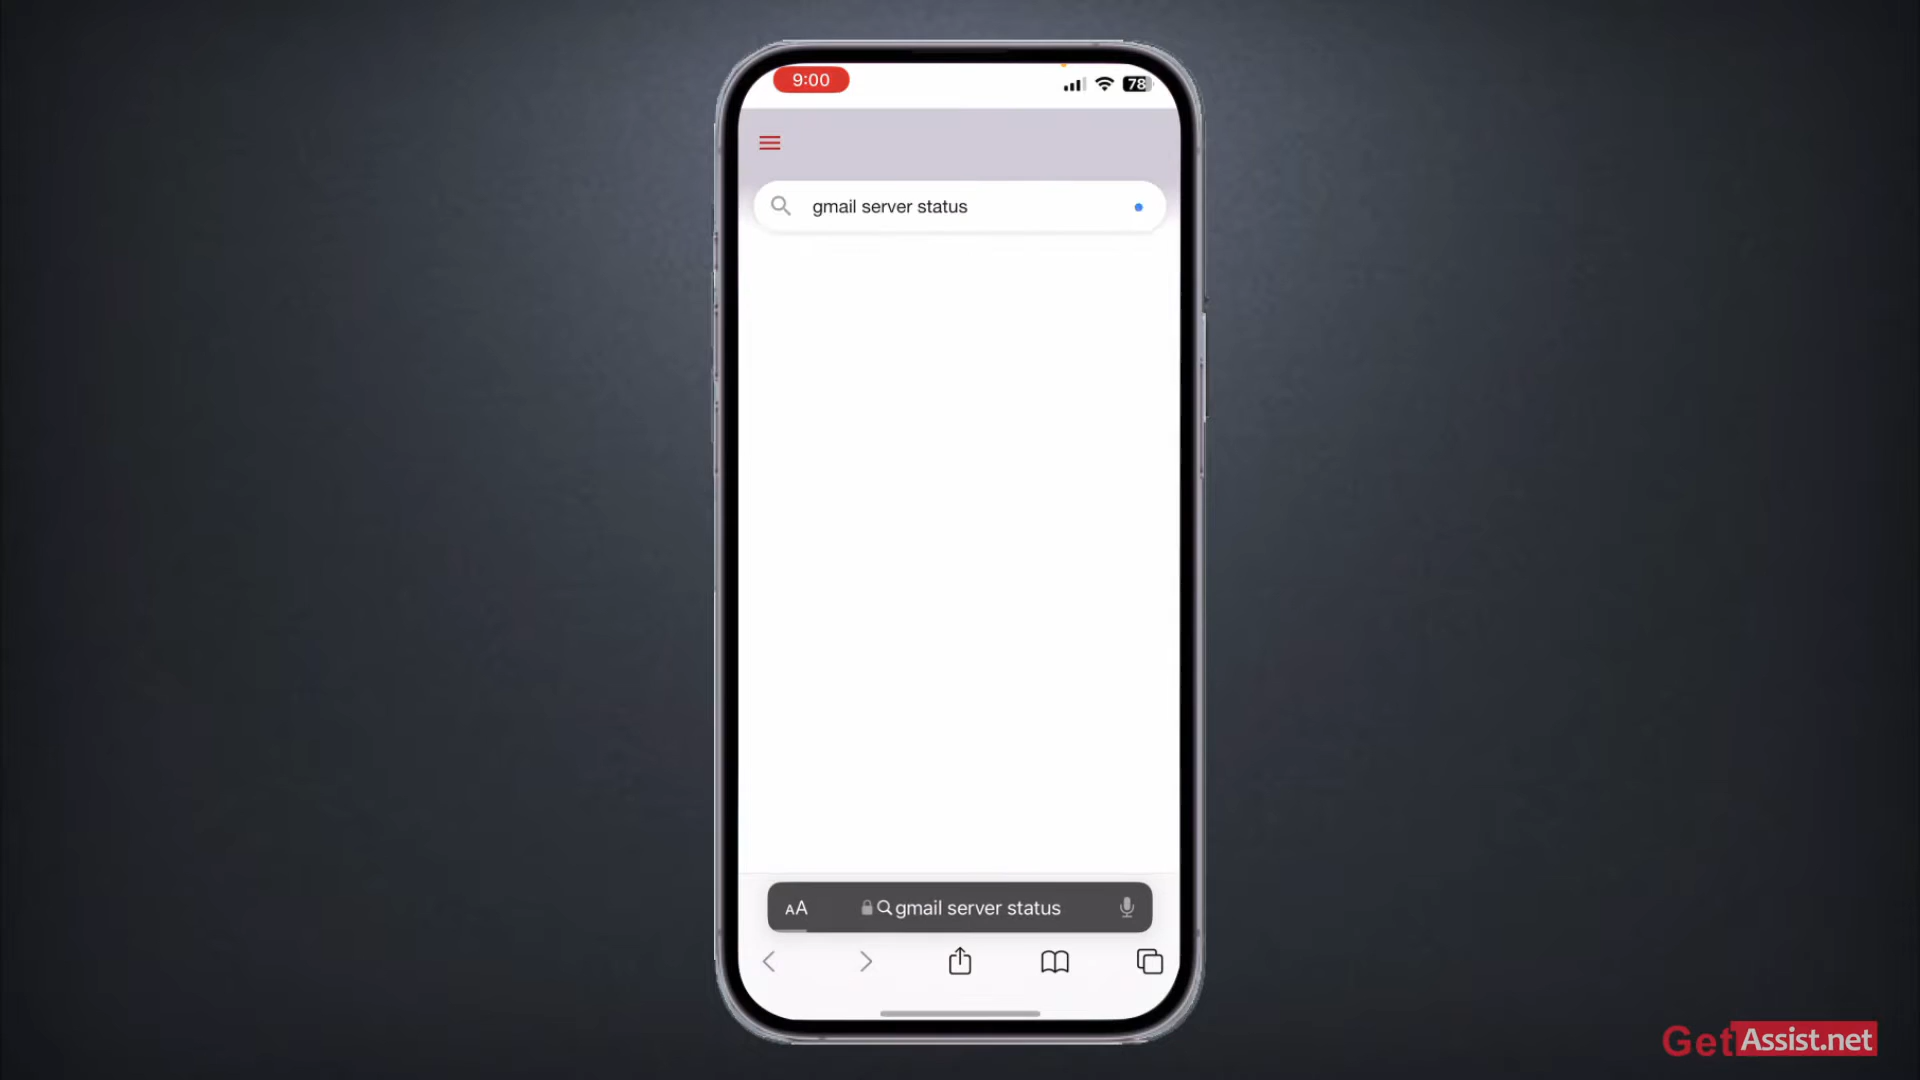 9:00
78
gmail server status
AA gmail server status
GetAssist.net